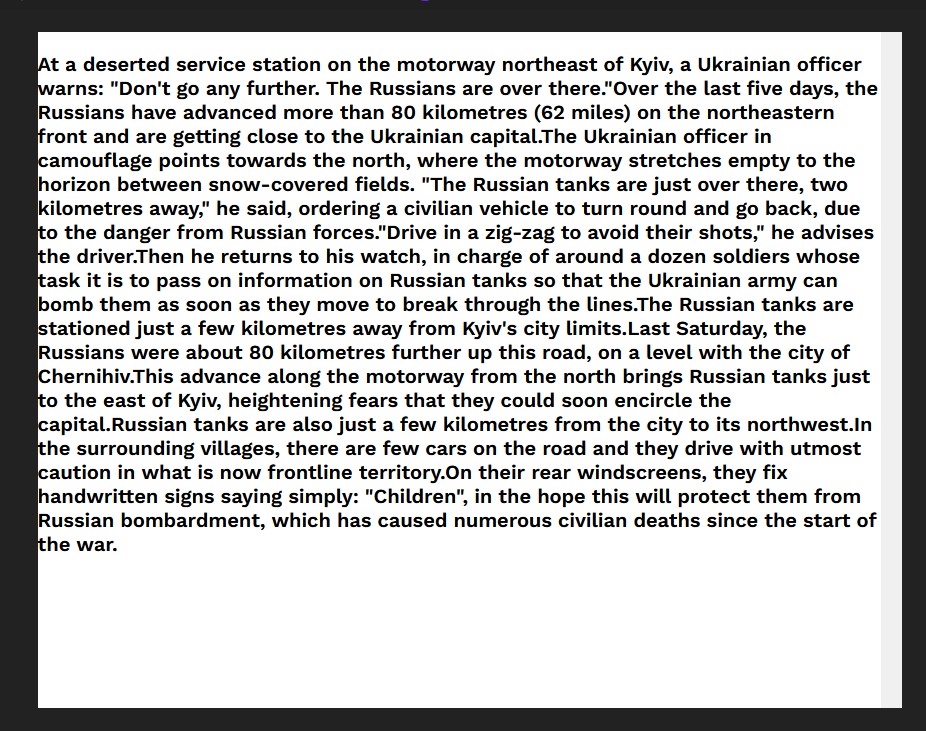 At a deserted service station on the motorway northeast of Kyiv, a Ukrainian officer
warns: "Don't go any further. The Russians are over there."Over the last five days, the
Russians have advanced more than 80 kilometres (62 miles) on the northeastern
front and are getting close to the Ukrainian capital.The Ukrainian officer in
camouflage points towards the north, where the motorway stretches empty to the
horizon between snow-covered fields. "The Russian tanks are just over there, two
kilometres away," he said, ordering a civilian vehicle to turn round and go back, due
to the danger from Russian forces."Drive in a zig-zag to avoid their shots," he advises
the driver.Then he returns to his watch, in charge of around a dozen soldiers whose
task it is to pass on information on Russian tanks so that the Ukrainian army can
bomb them as soon as they move to break through the lines.The Russian tanks are
stationed just a few kilometres away from Kyiv's city limits.Last Saturday, the
Russians were about 80 kilometres further up this road, on a level with the city of
Chernihiv.This advance along the motorway from the north brings Russian tanks just
to the east of Kyiv, heightening fears that they could soon encircle the
capital.Russian tanks are also just a few kilometres from the city to its northwest.In
the surrounding villages, there are few cars on the road and they drive with utmost
caution in what is now frontline territory.On their rear windscreens, they fix
handwritten signs saying simply: "Children", in the hope this will protect them from
Russian bombardment, which has caused numerous civilian deaths since the start of
the war.